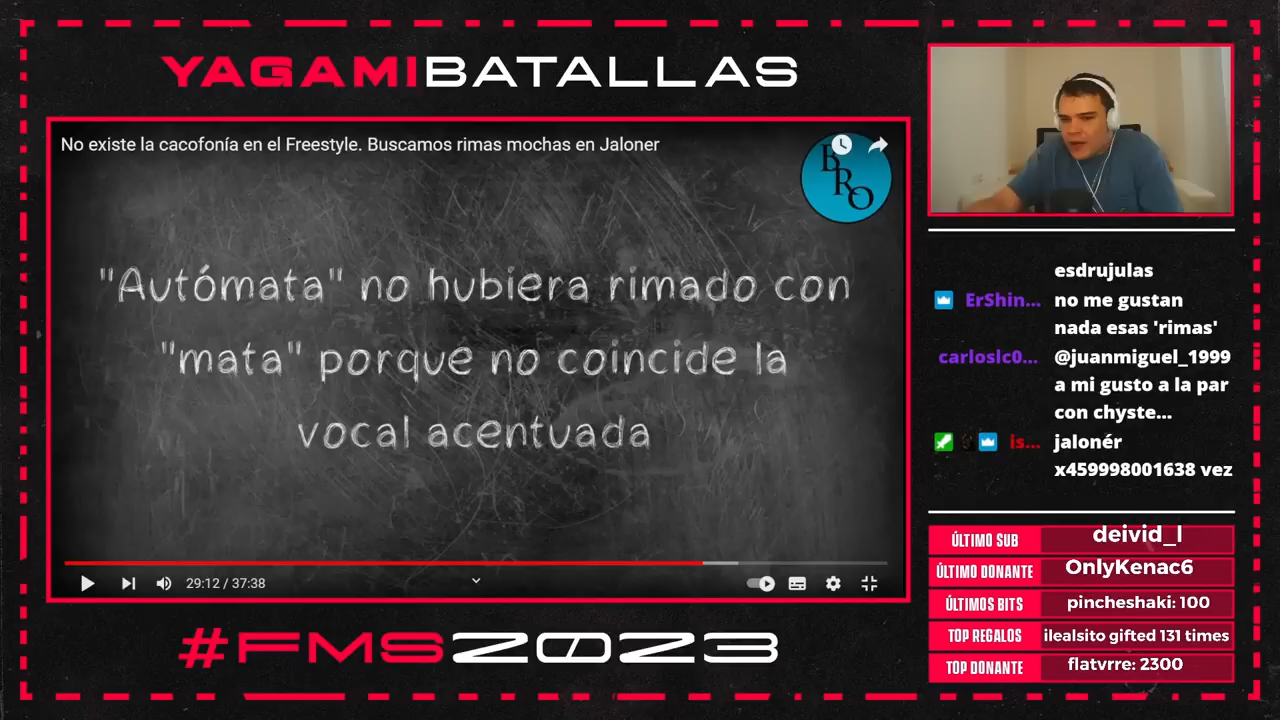 YAGAMIBATALLAS
No existe la cacofonía en el Freestyle. Buscamos rimas mochas en Jaloner
BRO
"Autómata" no hubiera rimado con
"mata" porque no coincide la
vocal acentuada
29:12 / 37:38
#FMS2023
esdrujulas
ErShin... no me gustan
nada esas 'rimas'
carloslc0... @juanmiguel_1999
a mi gusto a la par
con chyste...
is... jalonér
x459998001638 vez
ÚLTIMO SUB deivid_l
ÚLTIMO DONANTE OnlyKenac6
ÚLTIMOS BITS pincheshaki: 100
TOP REGALOS ilealsito gifted 131 times
TOP DONANTE flatvrre: 2300